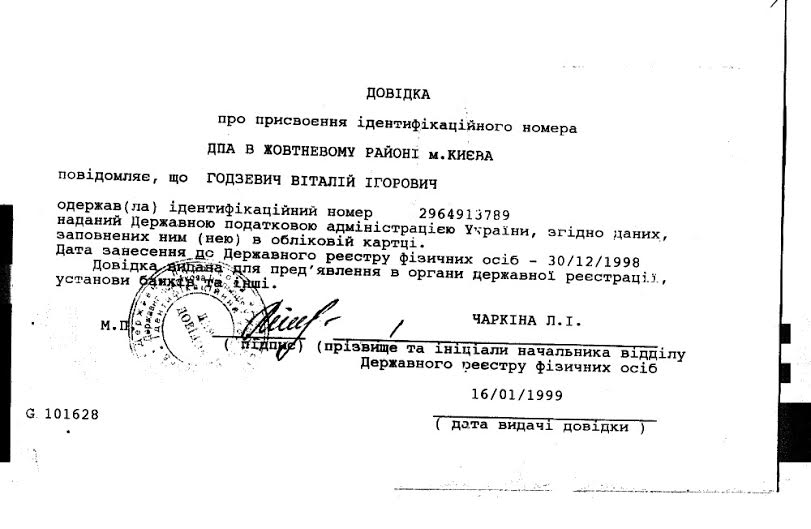 ДОВІДКА
про присвоєння ідентифікаційного номера
ДПА В ЖОВТНЕВОМУ РАЙОНІ м.КИЄВА
повідомляє, що ГОДЗЕВИЧ ВІТАЛІЙ ІГОРОВИЧ
одержав(ла) ідентифікаційний номер 2964913789
наданий Державною податковою адміністрацією України, згідно даних,
заповнених ним (нею) в обліковій картці.
Дата занесення до Державного реєстру фізичних осіб - 30/12/1998
Довідка видана для пред'явлення в органи державної реєстрації,
установи банків та інші.
М.П. ЧАРКІНА Л.І.
( підпис) (прізвище та ініціали начальника відділу
Державного реєстру фізичних осіб
16/01/1999
G 101628
( дата видачі довідки )